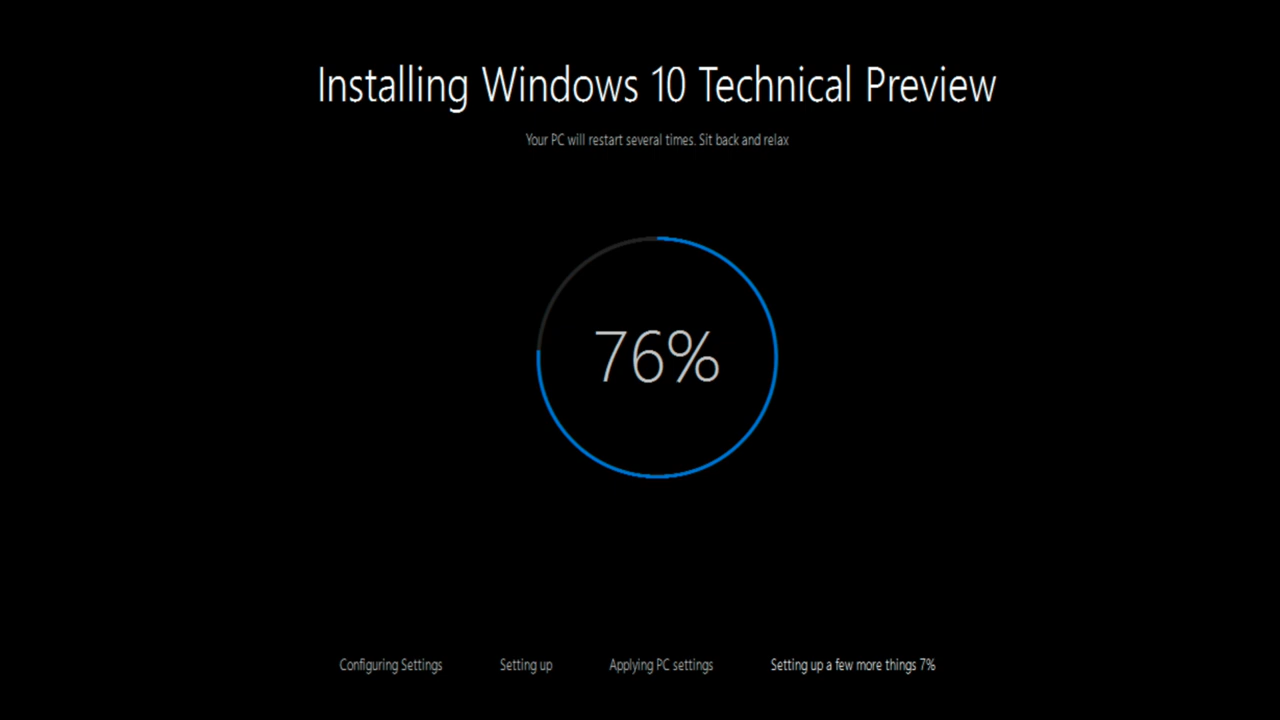 Installing Windows 10 Technical Preview
Your PC will restart several times. Sit back and relax
76%
Configuring Settings Setting up Applying PC settings Setting up a few more things 7%